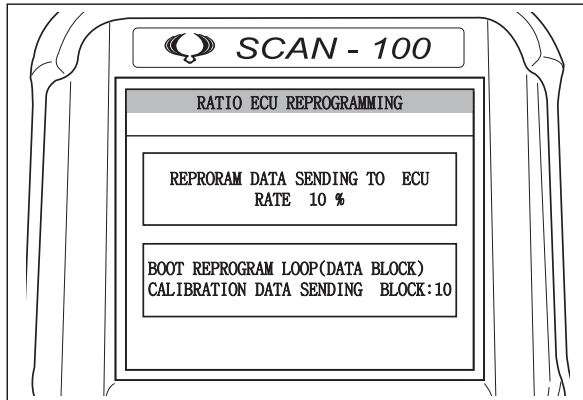 SCAN - 100
RATIO ECU REPROGRAMMING
REPRORAM DATA SENDING TO ECU
RATE 10 %
BOOT REPROGRAM LOOP(DATA BLOCK)
CALIBRATION DATA SENDING BLOCK:10